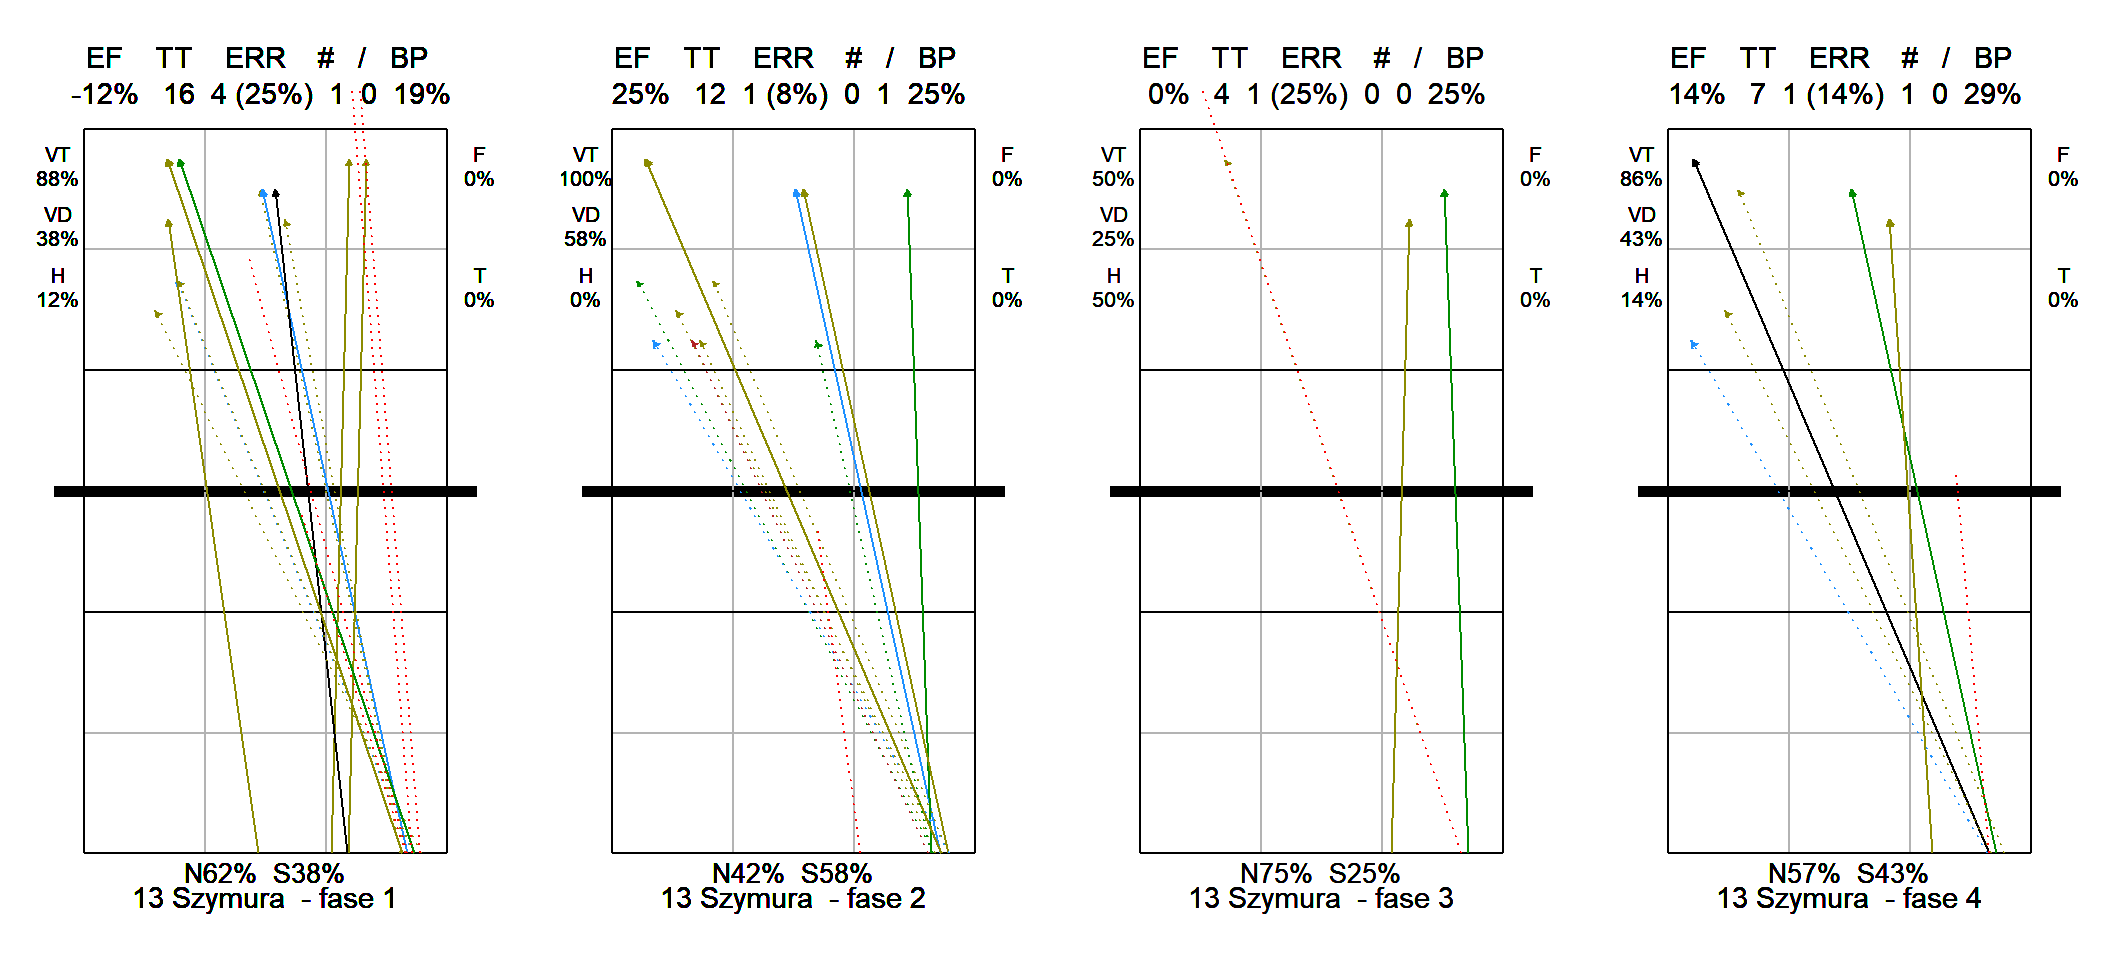 EF TT ERR # / BP
-12% 16 4 (25%) 1 0 19%
VT
88%
VD
38%
H
12%
F
0%
T
0%
N62% S38%
13 Szymura - fase 1
EF TT ERR # / BP
25% 12 1 (8%) 0 1 25%
VT
100%
VD
58%
H
0%
F
0%
T
0%
N42% S58%
13 Szymura - fase 2
EF TT ERR # / BP
0% 4 1 (25%) 0 0 25%
VT
50%
VD
25%
H
50%
F
0%
T
0%
N75% S25%
13 Szymura - fase 3
EF TT ERR # / BP
14% 7 1 (14%) 1 0 29%
VT
86%
VD
43%
H
14%
F
0%
T
0%
N57% S43%
13 Szymura - fase 4